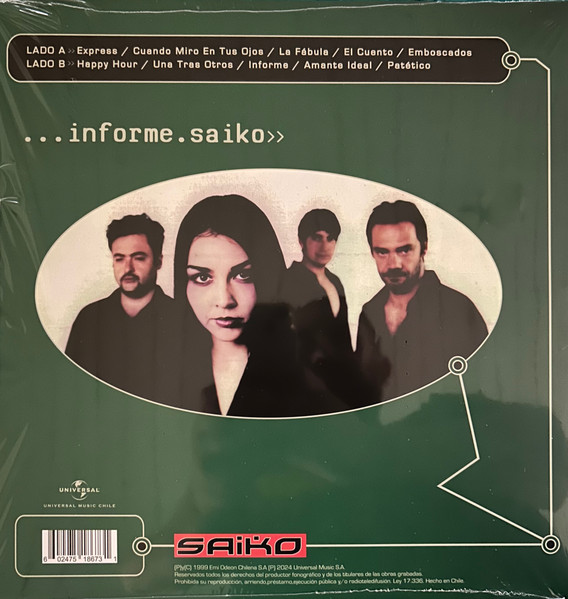 LADO A >> Express / Cuando Miro En Tus Ojos / La Fábula / El Cuento / Emboscados
LADO B >> Happy Hour / Una Tras Otros / Informe / Amante Ideal / Patético
...informe.saiko>>
UNIVERSAL
UNIVERSAL MUSIC CHILE
6 02475 18673 1
SAiKO
(P)/(C) 1999 Emi Odeon Chilena S.A (P) 2024 Universal Music S.A.
Reservados todos los derechos del productor fonográfico y de los titulares de las obras grabadas.
Prohibida su reproducción, arriendo,préstamo,ejecución pública y/o radioteledifusión. Ley 17.336. Hecho en Chile.